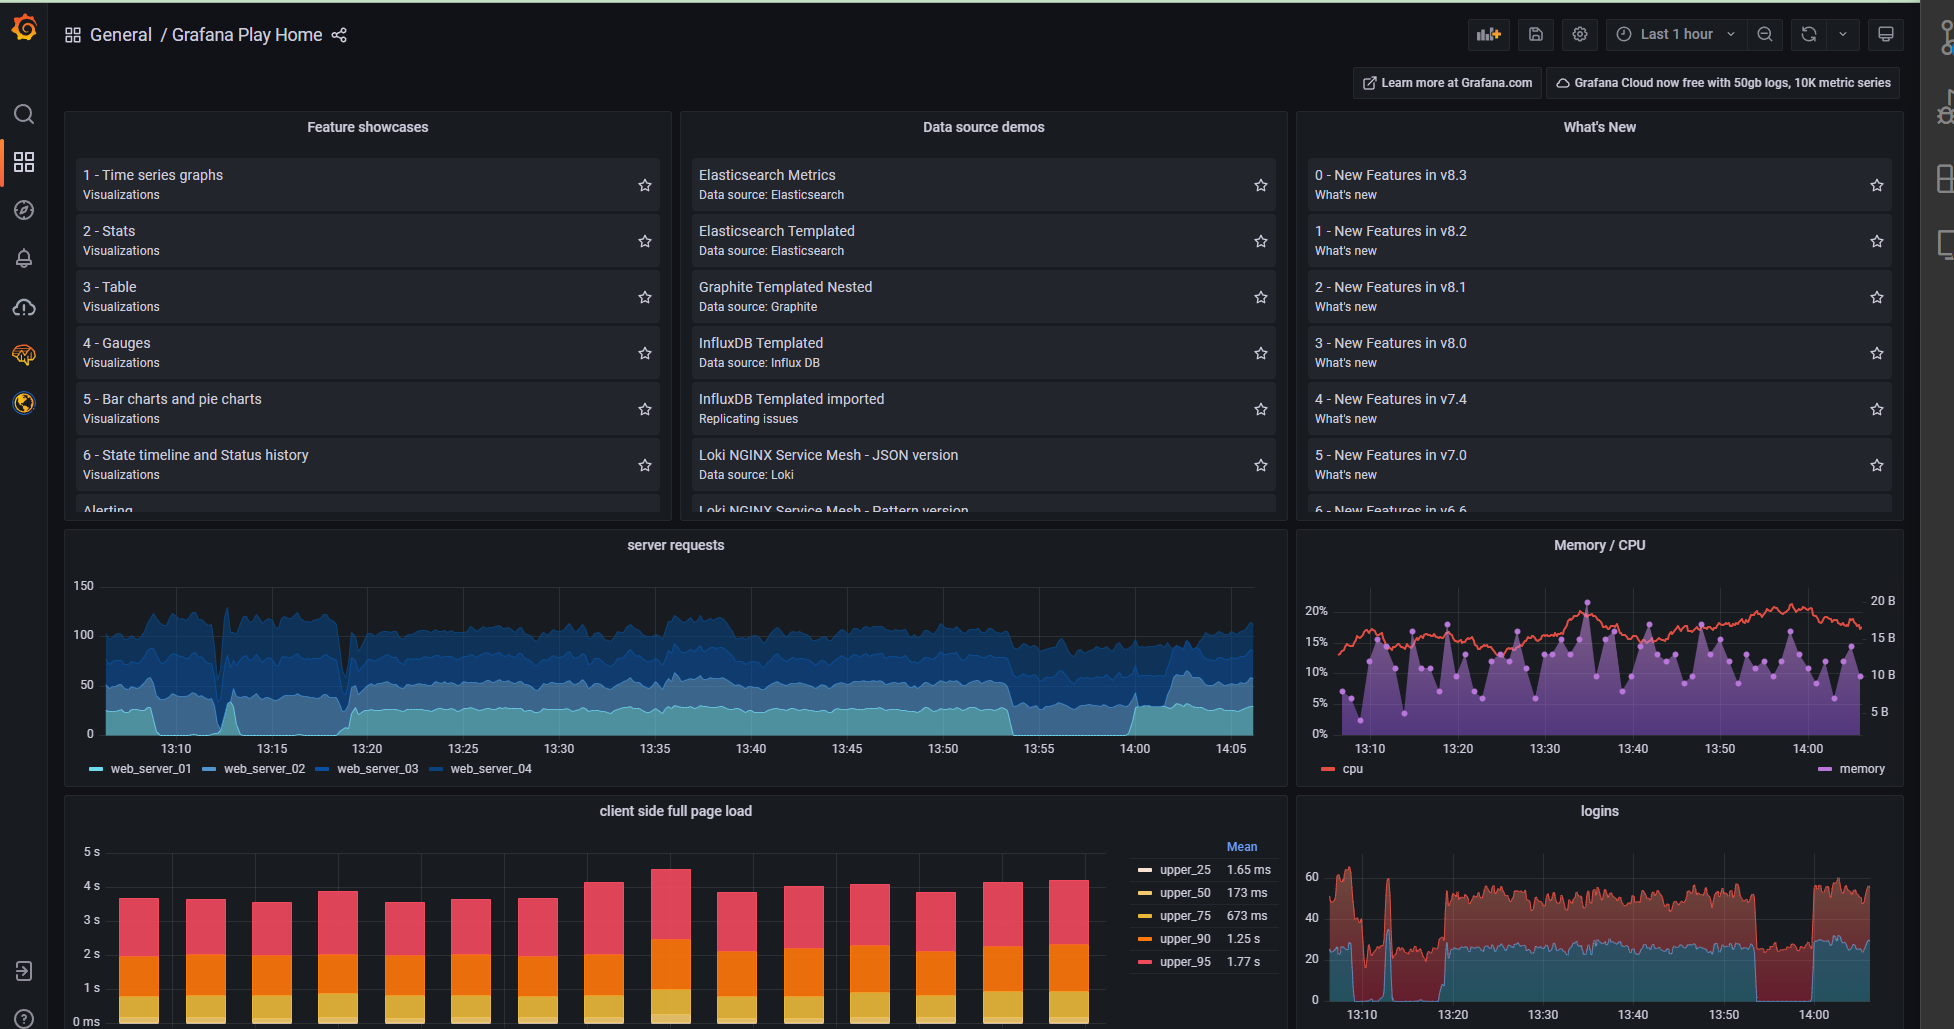 General / Grafana Play Home
Last 1 hour
Learn more at Grafana.com
Grafana Cloud now free with 50gb logs, 10K metric series
Feature showcases
1 - Time series graphs
Visualizations
2 - Stats
Visualizations
3 - Table
Visualizations
4 - Gauges
Visualizations
5 - Bar charts and pie charts
Visualizations
6 - State timeline and Status history
Visualizations
Alerting
Data source demos
Elasticsearch Metrics
Data source: Elasticsearch
Elasticsearch Templated
Data source: Elasticsearch
Graphite Templated Nested
Data source: Graphite
InfluxDB Templated
Data source: Influx DB
InfluxDB Templated imported
Replicating issues
Loki NGINX Service Mesh - JSON version
Data source: Loki
Loki NGINX Service Mesh - Pattern version
What's New
0 - New Features in v8.3
What's new
1 - New Features in v8.2
What's new
2 - New Features in v8.1
What's new
3 - New Features in v8.0
What's new
4 - New Features in v7.4
What's new
5 - New Features in v7.0
What's new
6 - New Features in v6.6
server requests
150
100
50
0
13:10 13:15 13:20 13:25 13:30 13:35 13:40 13:45 13:50 13:55 14:00 14:05
web_server_01 web_server_02 web_server_03 web_server_04
Memory / CPU
20% 20 B
15% 15 B
10% 10 B
5% 5 B
0%
13:10 13:20 13:30 13:40 13:50 14:00
cpu memory
client side full page load
5 s
4 s
3 s
2 s
1 s
0 ms
Mean
upper_25 1.65 ms
upper_50 173 ms
upper_75 673 ms
upper_90 1.25 s
upper_95 1.77 s
logins
60
40
20
0
13:10 13:20 13:30 13:40 13:50 14:00